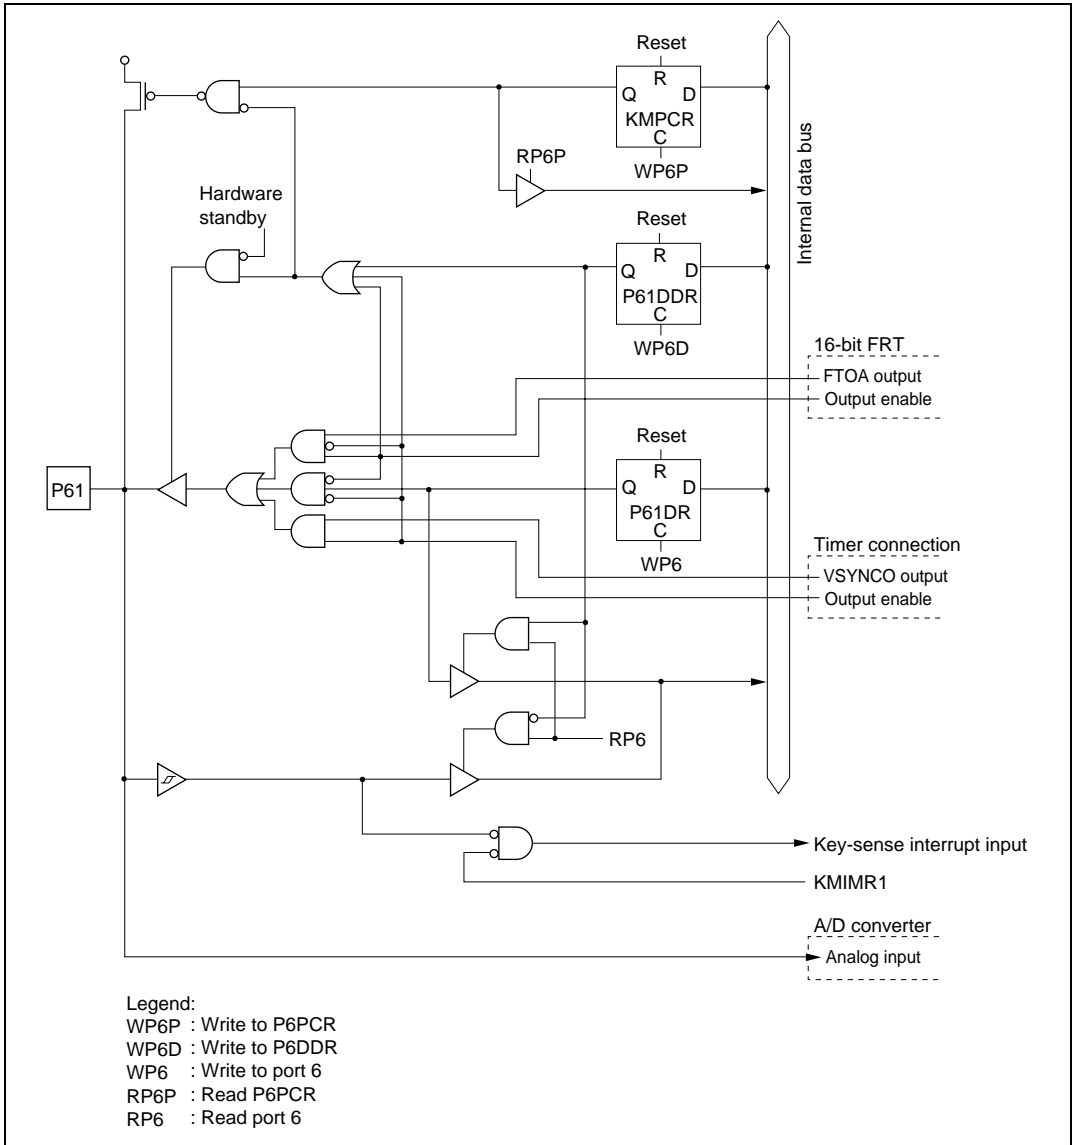 Reset
R
Q D
KMPCR
C
RP6P
WP6P
Internal data bus
Hardware
standby
Reset
R
Q D
P61DDR
C
WP6D
16-bit FRT
FTOA output
Output enable
Reset
R
P61
Q D
P61DR
C
WP6
Timer connection
VSYNCO output
Output enable
RP6
Key-sense interrupt input
KMIMR1
A/D converter
Analog input
Legend:
WP6P : Write to P6PCR
WP6D : Write to P6DDR
WP6 : Write to port 6
RP6P : Read P6PCR
RP6 : Read port 6